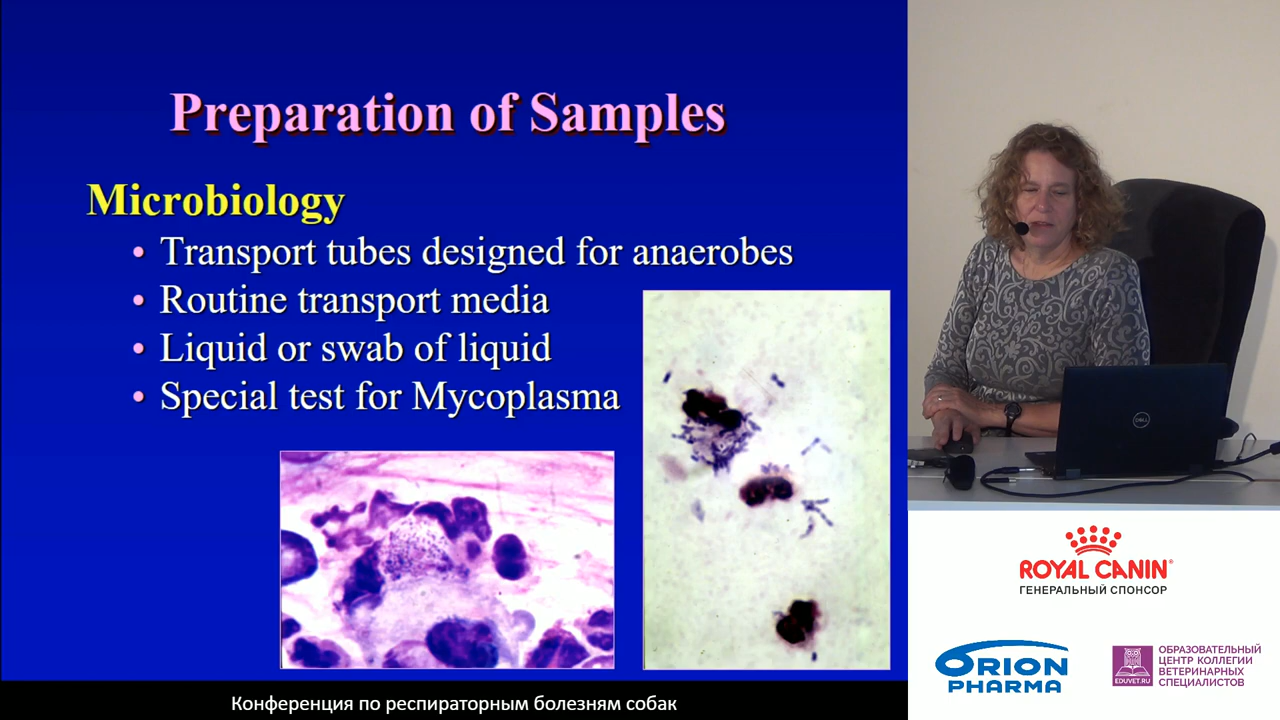 Preparation of Samples
Microbiology
• Transport tubes designed for anaerobes
• Routine transport media
• Liquid or swab of liquid
• Special test for Mycoplasma
DELL
ROYAL CANIN®
ГЕНЕРАЛЬНЫЙ СПОНСОР
ORION
PHARMA
EDUVET.RU
ОБРАЗОВАТЕЛЬНЫЙ
ЦЕНТР КОЛЛЕГИИ
ВЕТЕРИНАРНЫХ
СПЕЦИАЛИСТОВ
Конференция по респираторным болезням собак